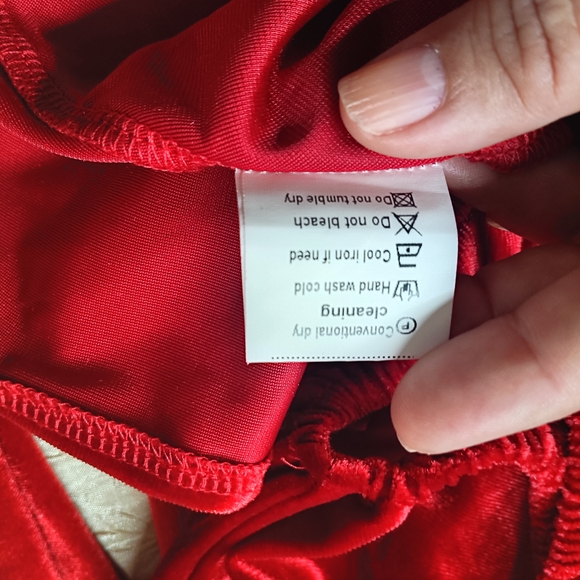 Ⓟ Conventional dry
cleaning
Hand wash cold
Cool iron if need
Do not bleach
Do not tumble dry